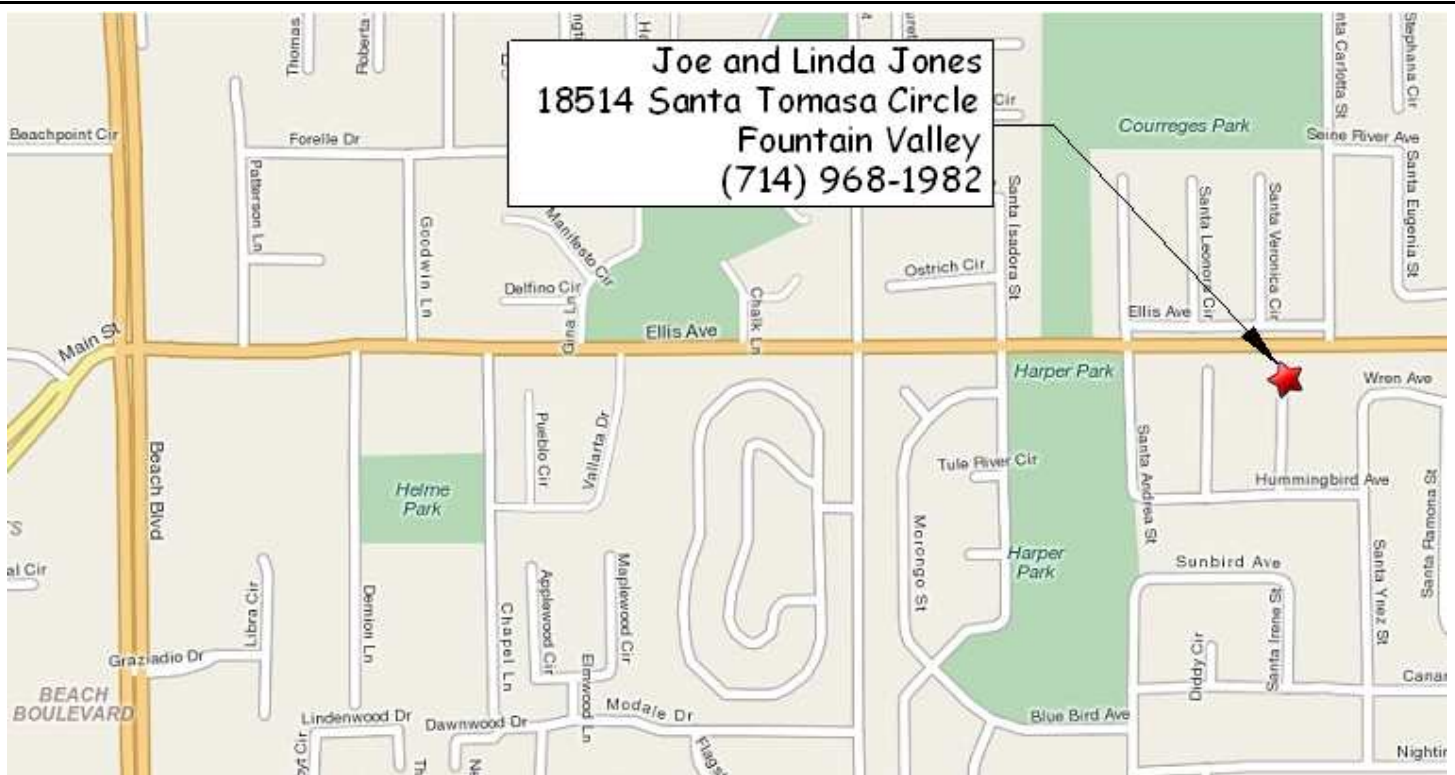 Joe and Linda Jones
18514 Santa Tomasa Circle
Fountain Valley
(714) 968-1982
Thomas
Roberta
Stephana Cir
Santa Carlotta St
Cir
Courreges Park
Beachpoint Cir
Forelle Dr
Seine River Ave
Patterson Ln
Goodwin Ln
Manifesto Cir
Santa Isadora St
Santa Leonora Cir
Santa Veronica Cir
Santa Eugenia St
Delfino Cir
Gina Ln
Chalk Ln
Ostrich Cir
Ellis Ave
Main St
Ellis Ave
Harper Park
Wren Ave
Beach Blvd
Pueblo Cir
Vallarta Dr
Helme
Park
Tule River Cir
Santa Andrea St
Hummingbird Ave
Morongo St
Harper
Park
Sunbird Ave
Santa Ynez St
Santa Ramona St
Libra Cir
Demion Ln
Chapel Ln
Applewood Cir
Maplewood Cir
Elmwood Ln
Diddy Cir
Santa Irene St
Graziadio Dr
BEACH
BOULEVARD
Lindenwood Dr
Dawnwood Dr
Modale Dr
Blue Bird Ave